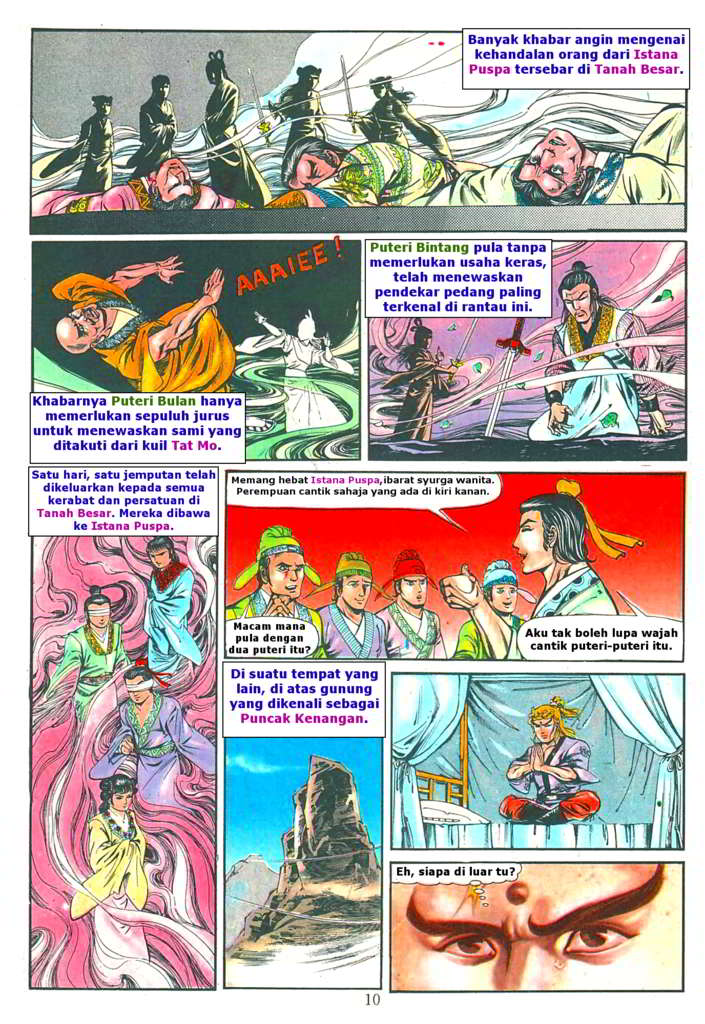 Banyak khabar angin mengenai
kehandalan orang dari Istana
Puspa tersebar di Tanah Besar.
AAAIEE!
Khabarnya Puteri Bulan hanya
memerlukan sepuluh jurus
untuk menewaskan sami yang
ditakuti dari kuil Tat Mo.
Puteri Bintang pula tanpa
memerlukan usaha keras,
telah menewaskan
pendekar pedang paling
terkenal di rantau ini.
Satu hari, satu jemputan telah
dikeluarkan kepada semua
kerabat dan persatuan di
Tanah Besar. Mereka dibawa
ke Istana Puspa.
Memang hebat Istana Puspa,ibarat syurga wanita.
Perempuan cantik sahaja yang ada di kiri kanan.
Macam mana
pula dengan
dua puteri itu?
Aku tak boleh lupa wajah
cantik puteri-puteri itu.
Di suatu tempat yang
lain, di atas gunung
yang dikenali sebagai
Puncak Kenangan.
Eh, siapa di luar tu?
10